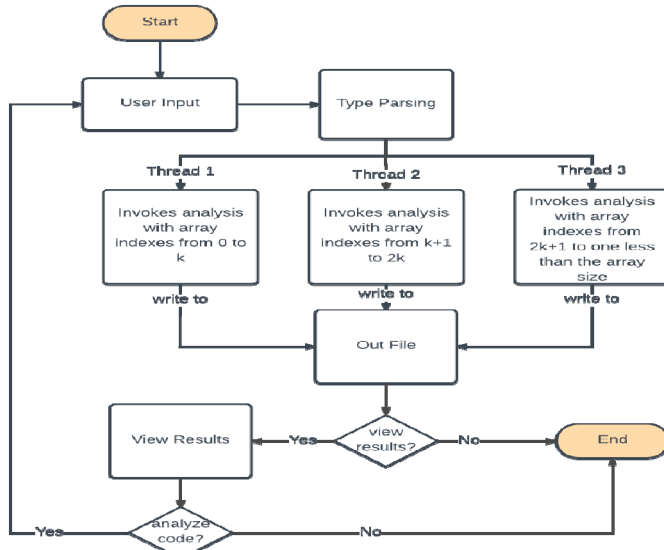 Start
User Input
Type Parsing
Thread 1
Thread 2
Thread 3
Invokes analysis
with array
indexes from 0 to
k
Invokes analysis
with array
indexes from k+1
to 2k
Invokes analysis
with array
indexes from
2k+1 to one less
than the array
size
write to
write to
write to
Out File
View Results
Yes
view
results?
No
End
Yes
analyze
code?
No